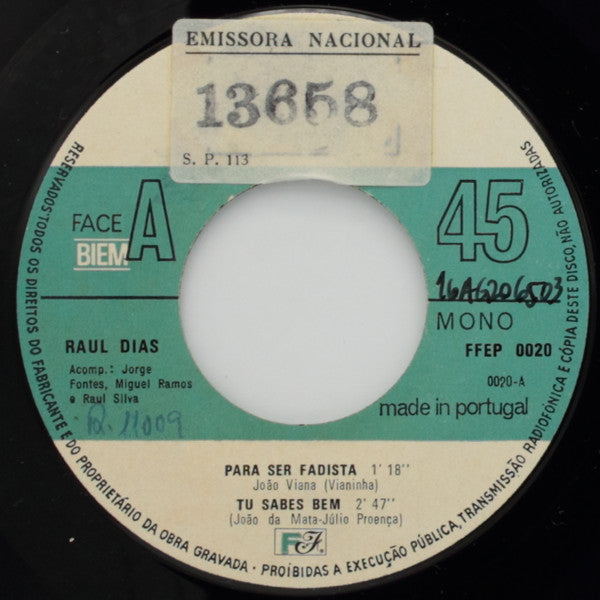 EMISSORA NACIONAL
13658
S. P. 113
FACE A
BIEM
45
MONO
FFEP 0020
0020-A
made in portugal
RAUL DIAS
Acomp.: Jorge
Fontes, Miguel Ramos
e Raul Silva
R. 11009
PARA SER FADISTA 1' 18''
João Viana (Vianinha)
TU SABES BEM 2' 47''
(João da Mata-Júlio Proença)
FF
RESERVADOS TODOS OS DIREITOS DO FABRICANTE E DO PROPRIETÁRIO DA OBRA GRAVADA - PROÍBIDAS A EXECUÇÃO PÚBLICA, TRANSMISSÃO RADIOFÓNICA E CÓPIA DESTE DISCO, NÃO AUTORIZADAS